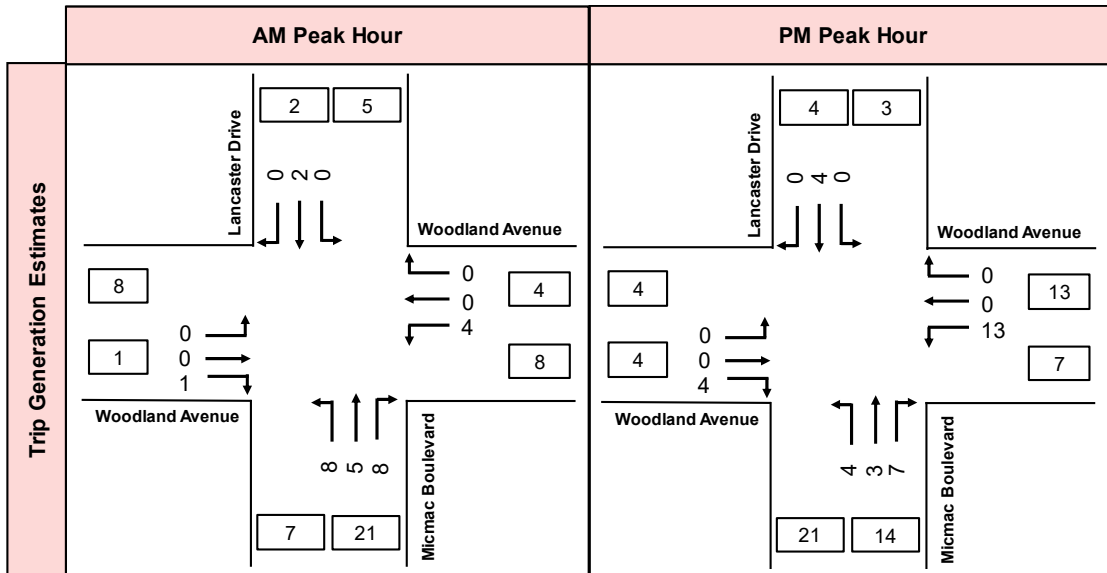 AM Peak Hour
PM Peak Hour
Trip Generation Estimates
Lancaster Drive
2 5
0 2 0
Woodland Avenue
8
0
0
4
4
8
1
0
0
1
Woodland Avenue
8 5 8
Micmac Boulevard
7 21
Lancaster Drive
4 3
0 4 0
Woodland Avenue
4
0
0
13
13
7
4
0
0
4
Woodland Avenue
4 3 7
Micmac Boulevard
21 14